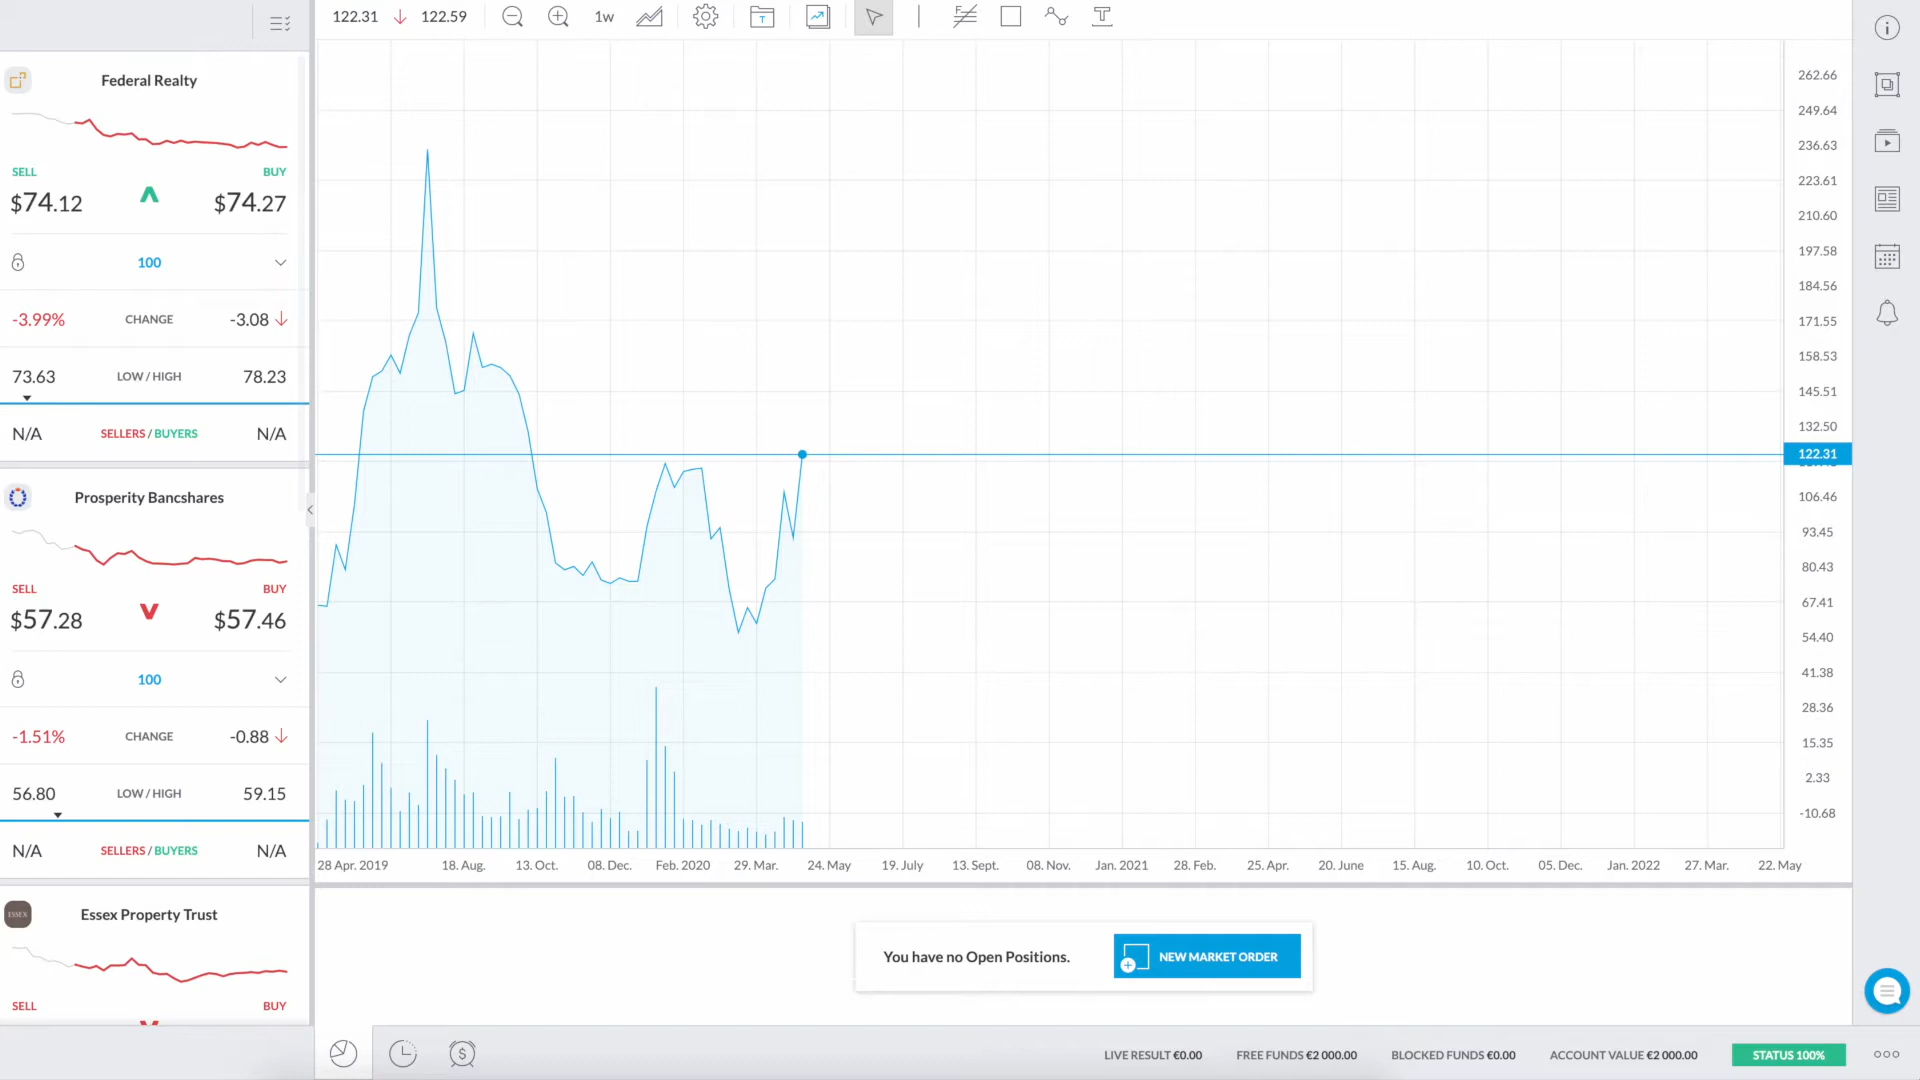 122.31 122.59 1w
Federal Realty
SELL BUY
$74.12 $74.27
100
-3.99% CHANGE -3.08
73.63 LOW / HIGH 78.23
N/A SELLERS / BUYERS N/A
Prosperity Bancshares
SELL BUY
$57.28 $57.46
100
-1.51% CHANGE -0.88
56.80 LOW / HIGH 59.15
N/A SELLERS / BUYERS N/A
ESSEX
Essex Property Trust
SELL BUY
262.66
249.64
236.63
223.61
210.60
197.58
184.56
171.55
158.53
145.51
132.50
122.31
106.46
93.45
80.43
67.41
54.40
41.38
28.36
15.35
2.33
-10.68
28 Apr. 2019 18. Aug. 13. Oct. 08. Dec. Feb. 2020 29. Mar. 24. May 19. July 13. Sept. 08. Nov. Jan. 2021 28. Feb. 25. Apr. 20. June 15. Aug. 10. Oct. 05. Dec. Jan. 2022 27. Mar. 22. May
You have no Open Positions. NEW MARKET ORDER
LIVE RESULT €0.00 FREE FUNDS €2 000.00 BLOCKED FUNDS €0.00 ACCOUNT VALUE €2 000.00 STATUS 100%